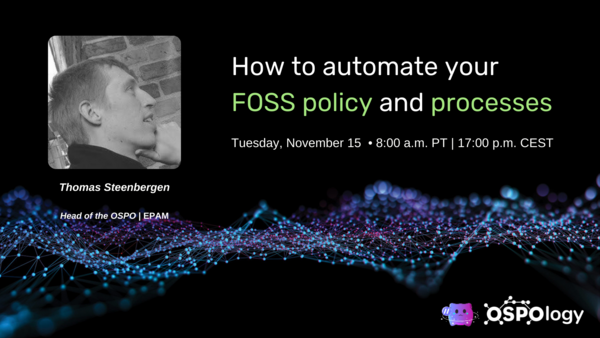 How to automate your
FOSS policy and processes
Tuesday, November 15 • 8:00 a.m. PT | 17:00 p.m. CEST
Thomas Steenbergen
Head of the OSPO | EPAM
OSPOlogy